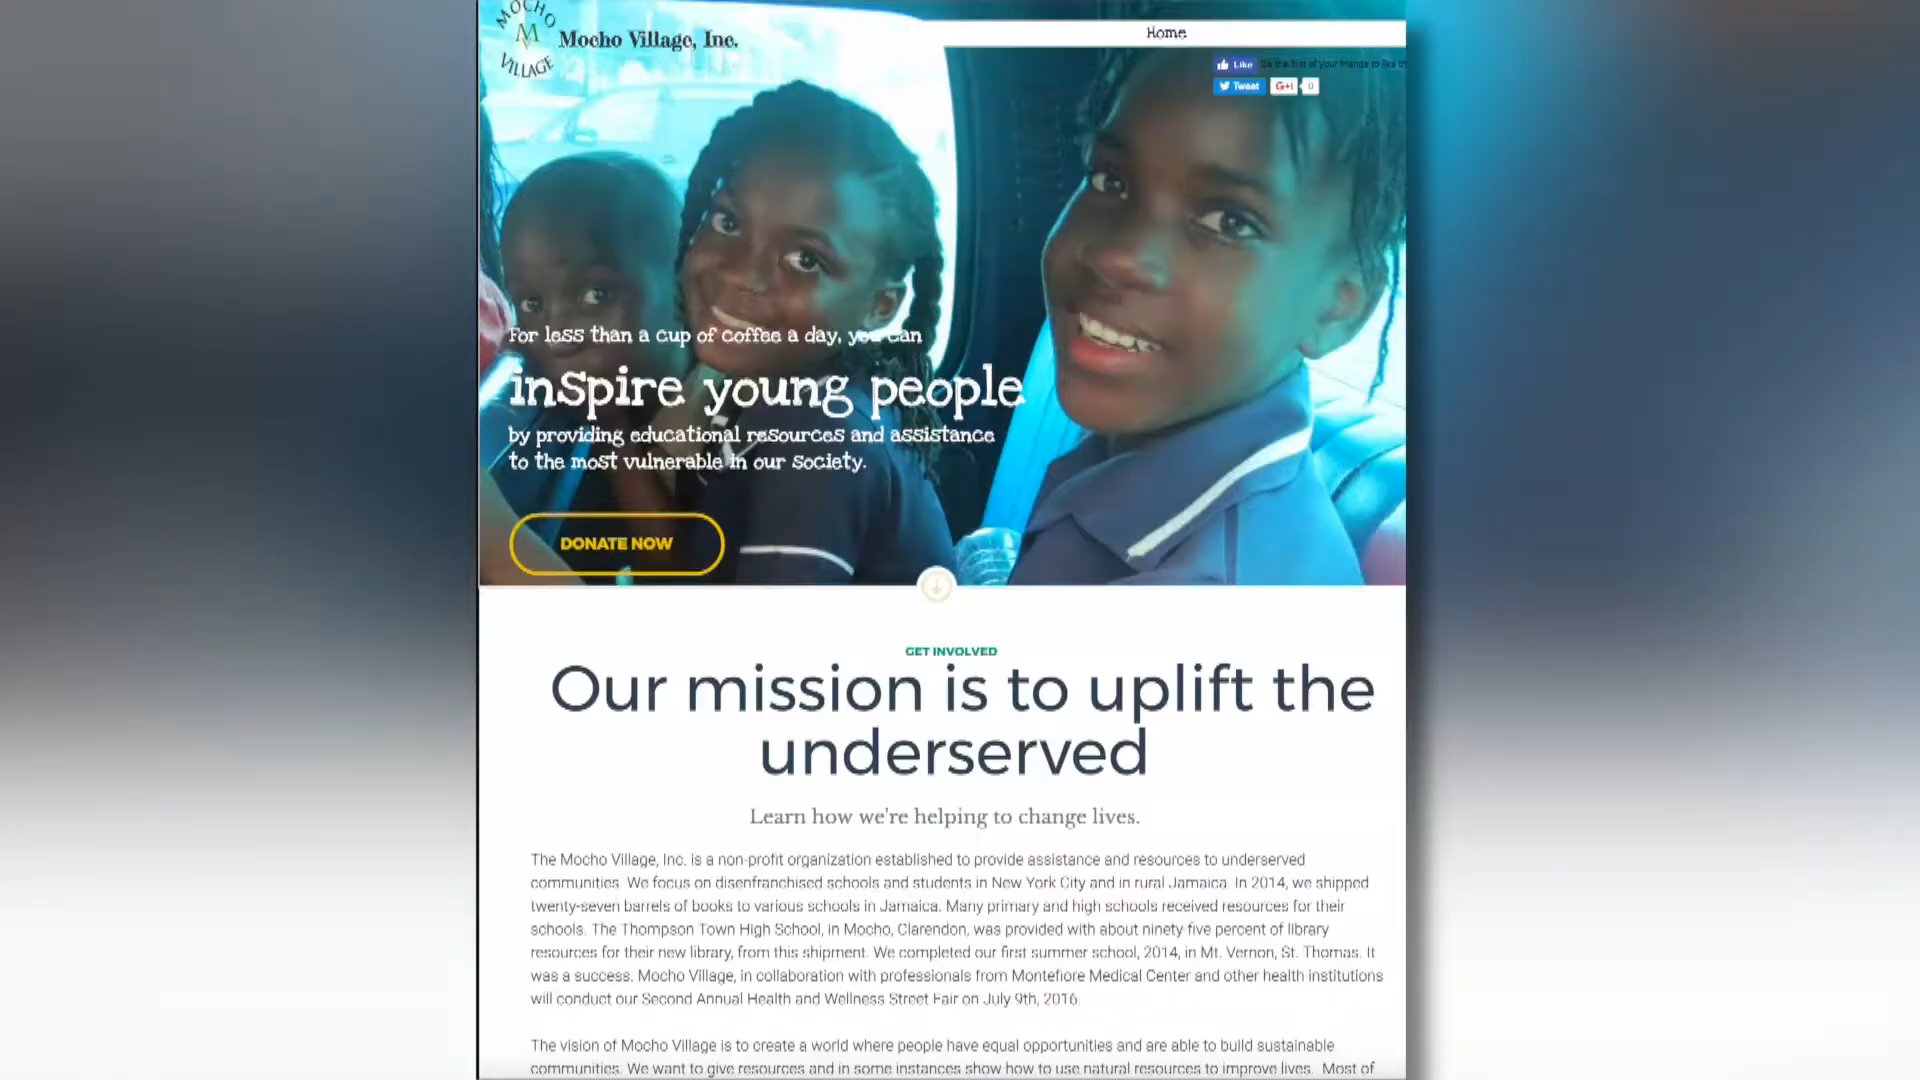 MOCHO
M
VILLAGE
Mocho Village, Inc.
Home
Like
Be the first of your friends to like th
Tweet
G+1
0
For less than a cup of coffee a day, you can
inspire young people
by providing educational resources and assistance
to the most vulnerable in our society.
DONATE NOW
GET INVOLVED
Our mission is to uplift the
underserved
Learn how we're helping to change lives.
The Mocho Village, Inc. is a non-profit organization established to provide assistance and resources to underserved
communities. We focus on disenfranchised schools and students in New York City and in rural Jamaica. In 2014, we shipped
twenty-seven barrels of books to various schools in Jamaica. Many primary and high schools received resources for their
schools. The Thompson Town High School, in Mocho, Clarendon, was provided with about ninety five percent of library
resources for their new library, from this shipment. We completed our first summer school, 2014, in Mt. Vernon, St. Thomas. It
was a success. Mocho Village, in collaboration with professionals from Montefiore Medical Center and other health institutions
will conduct our Second Annual Health and Wellness Street Fair on July 9th, 2016.
The vision of Mocho Village is to create a world where people have equal opportunities and are able to build sustainable
communities. We want to give resources and in some instances show how to use natural resources to improve lives. Most of